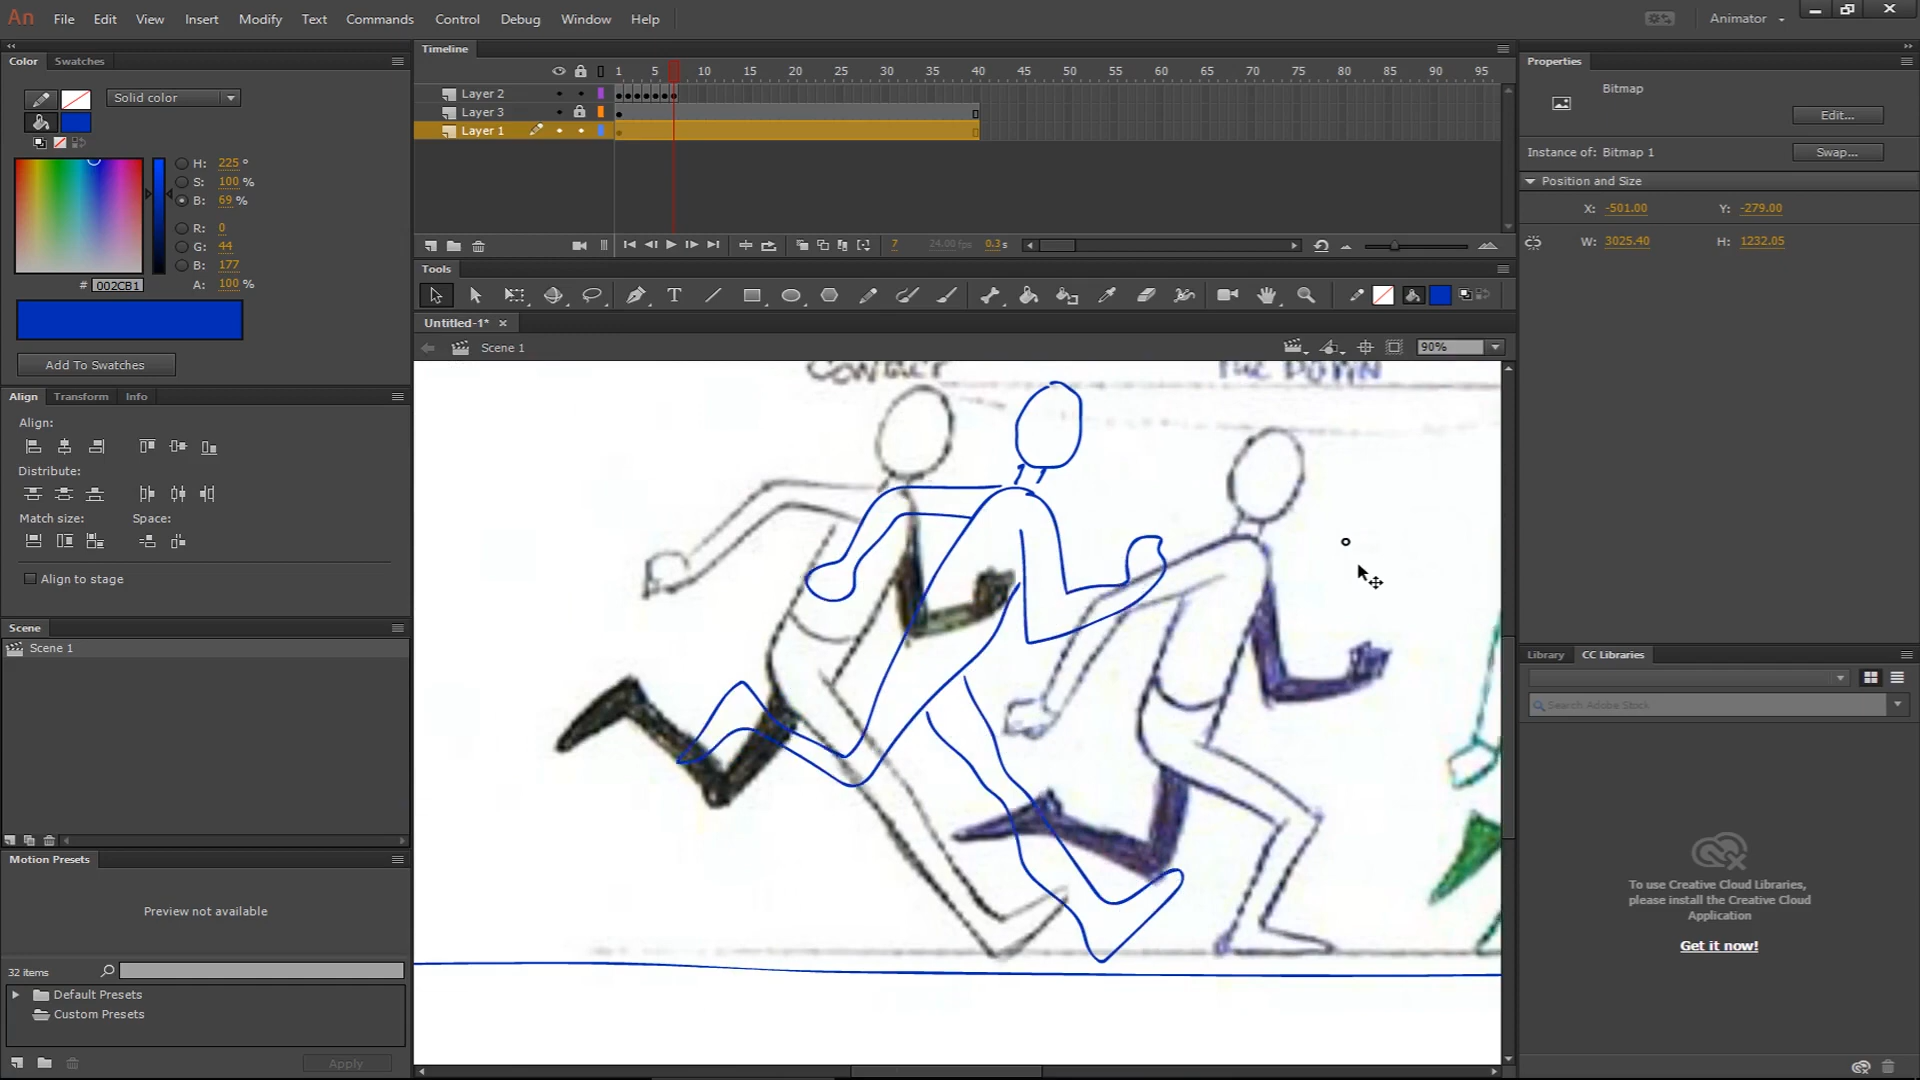 An File Edit View Insert Modify Text Commands Control Debug Window Help Animator
Color Swatches
Solid color
H: 225 °
S: 100 %
B: 69 %
R: 0
G: 44
B: 177
# 002CB1 A: 100 %
Add To Swatches
Align Transform Info
Align:
Distribute:
Match size: Space:
Align to stage
Scene
Scene 1
Motion Presets
Preview not available
32 items
Default Presets
Custom Presets
Apply
Timeline
1 5 10 15 20 25 30 35 40 45 50 55 60 65 70 75 80 85 90 95
Layer 2
Layer 3
Layer 1
7 24.00 fps 0.3 s
Tools
Untitled-1*
Scene 1 90%
CONTACT THE DOWN
Properties
Bitmap
Edit...
Instance of: Bitmap 1 Swap...
Position and Size
X: -501.00 Y: -279.00
W: 3025.40 H: 1232.05
Library CC Libraries
Search Adobe Stock
To use Creative Cloud Libraries,
please install the Creative Cloud
Application
Get it now!